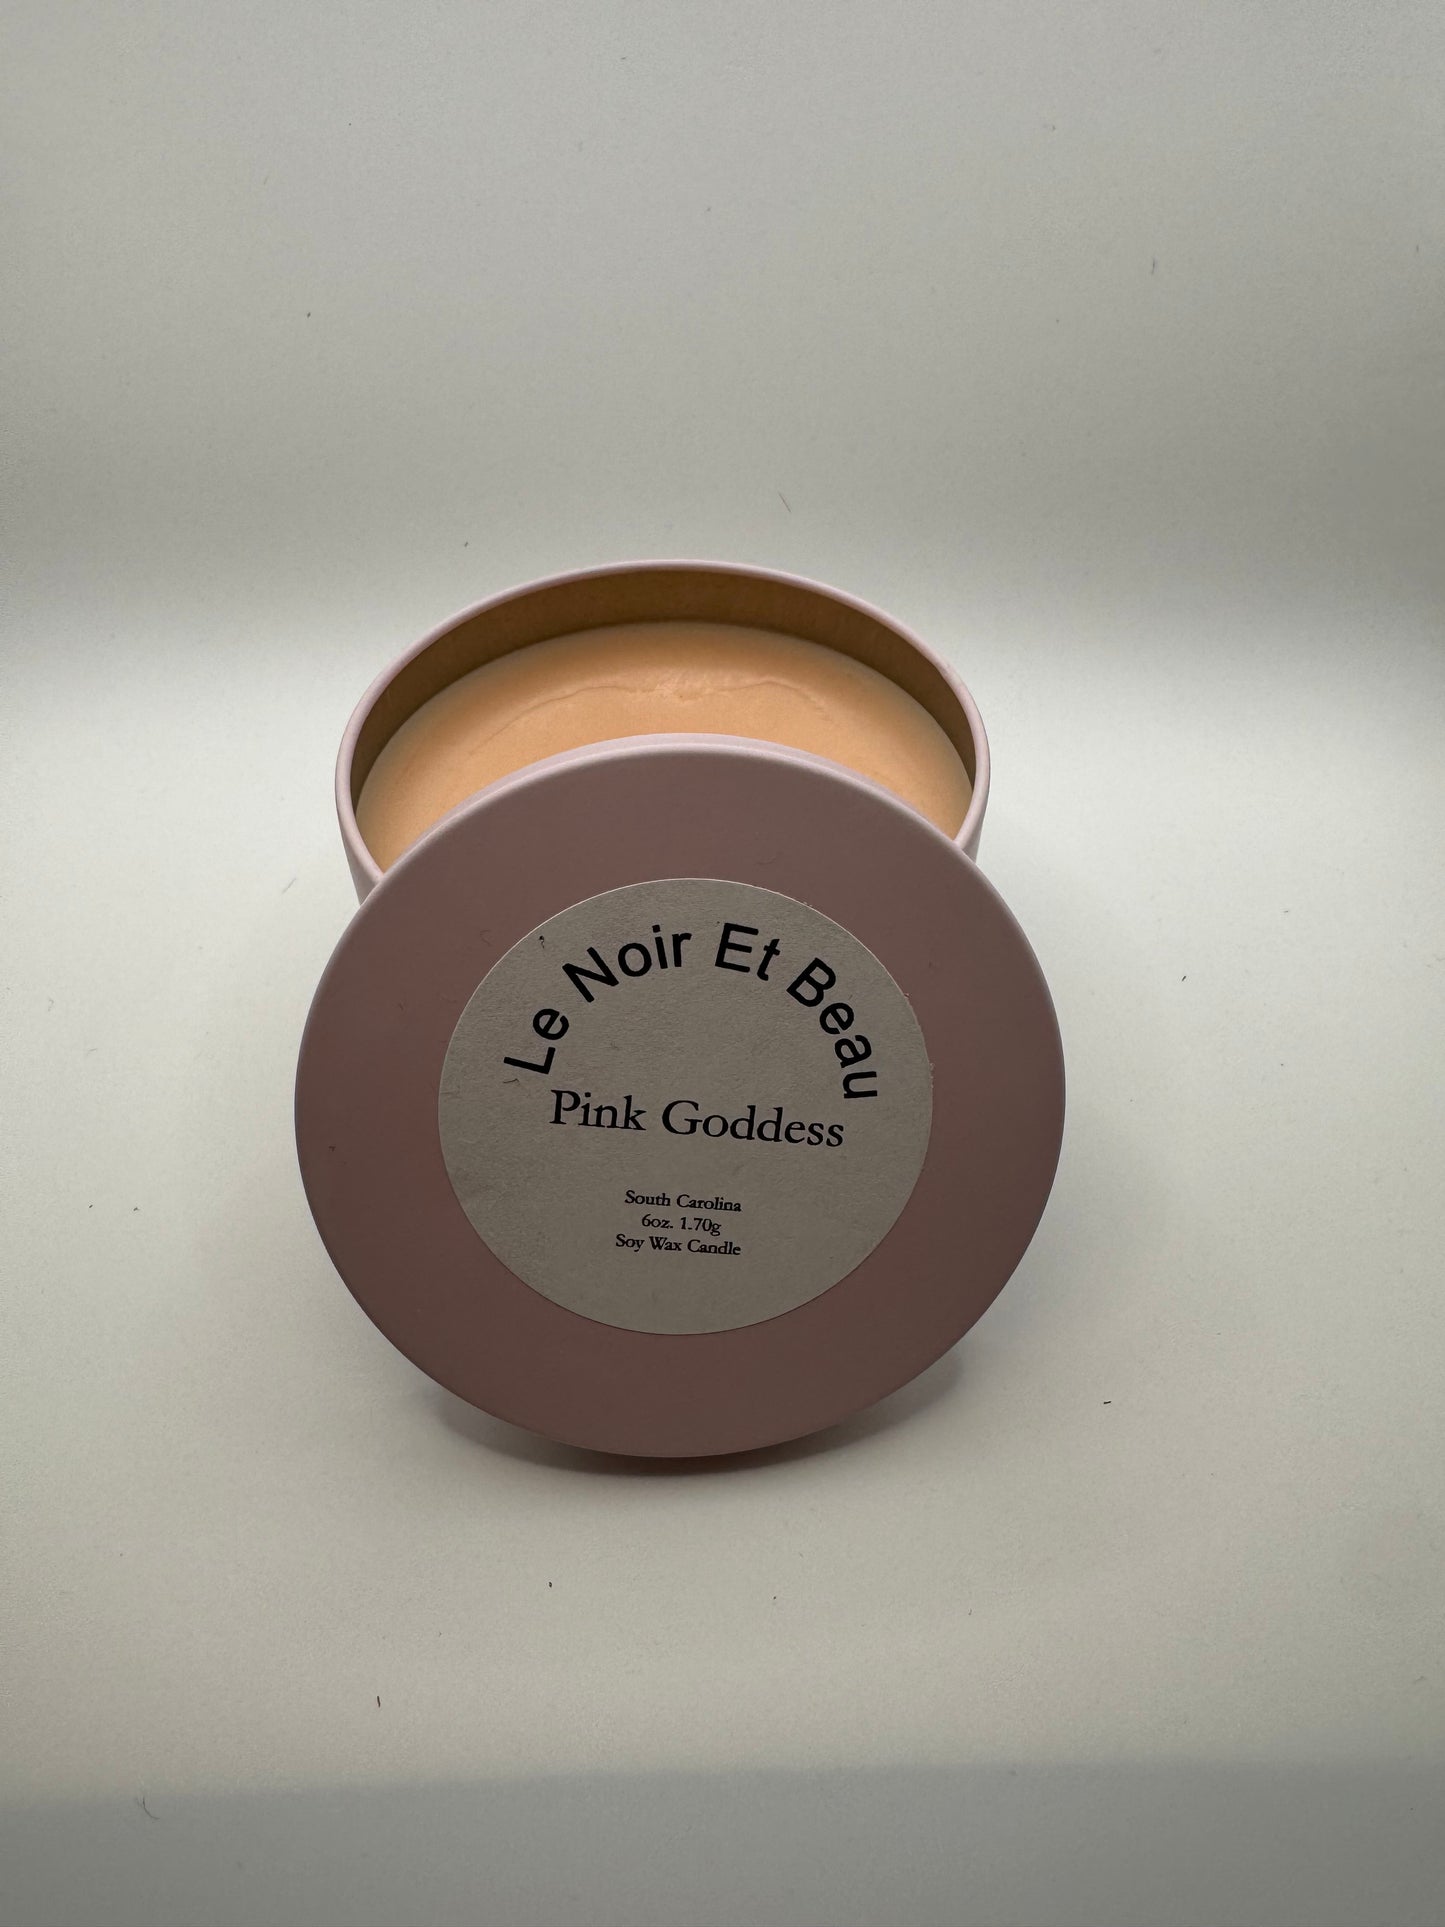 Le Noir Et Beau
Pink Goddess
South Carolina
6oz. 1.70g
Soy Wax Candle